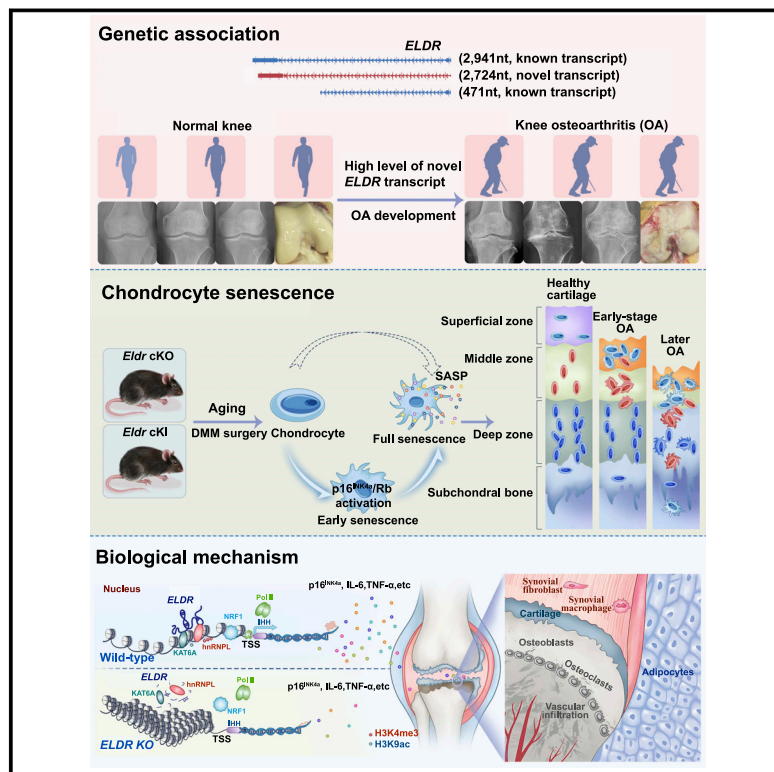 Genetic association
ELDR
(2,941nt, known transcript)
(2,724nt, novel transcript)
(471nt, known transcript)
Normal knee
High level of novel
ELDR transcript
OA development
Knee osteoarthritis (OA)
Chondrocyte senescence
Eldr cKO
Eldr cKI
Aging
DMM surgery
Chondrocyte
p16INK4a/Rb
activation
Early senescence
SASP
Full senescence
Healthy
cartilage
Early-stage
OA
Later
OA
Superficial zone
Middle zone
Deep zone
Subchondral bone
Biological mechanism
Nucleus
ELDR
KAT6A
hnRNPL
NRF1
Pol II
IHH
TSS
Wild-type
p16INK4a, IL-6,TNF-α,etc
ELDR
KAT6A
hnRNPL
NRF1
Pol II
IHH
TSS
ELDR KO
p16INK4a, IL-6,TNF-α,etc
H3K4me3
H3K9ac
Synovial
fibroblast
Synovial
macrophage
Cartilage
Osteoblasts
Osteoclasts
Vascular
infiltration
Adipocytes